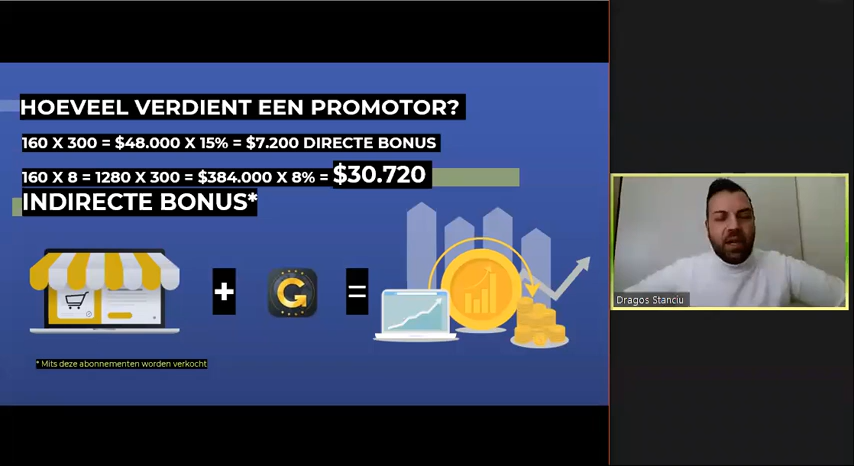 HOEVEEL VERDIENT EEN PROMOTOR?
160 X 300 = $48.000 X 15% = $7.200 DIRECTE BONUS
160 X 8 = 1280 X 300 = $384.000 X 8% = $30.720
INDIRECTE BONUS*
+ G =
* Mits deze abonnementen worden verkocht
Dragos Stanciu